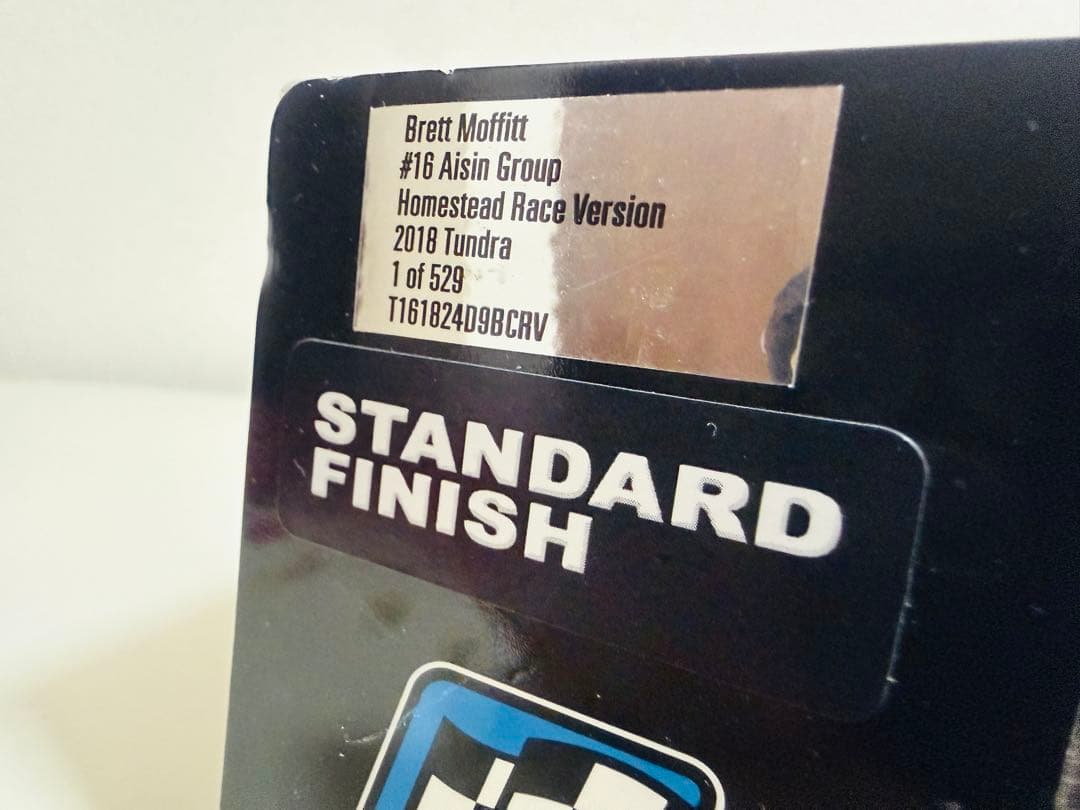 Brett Moffitt
#16 Aisin Group
Homestead Race Version
2018 Tundra
1 of 529
T161824D9BCRV
STANDARD
FINISH